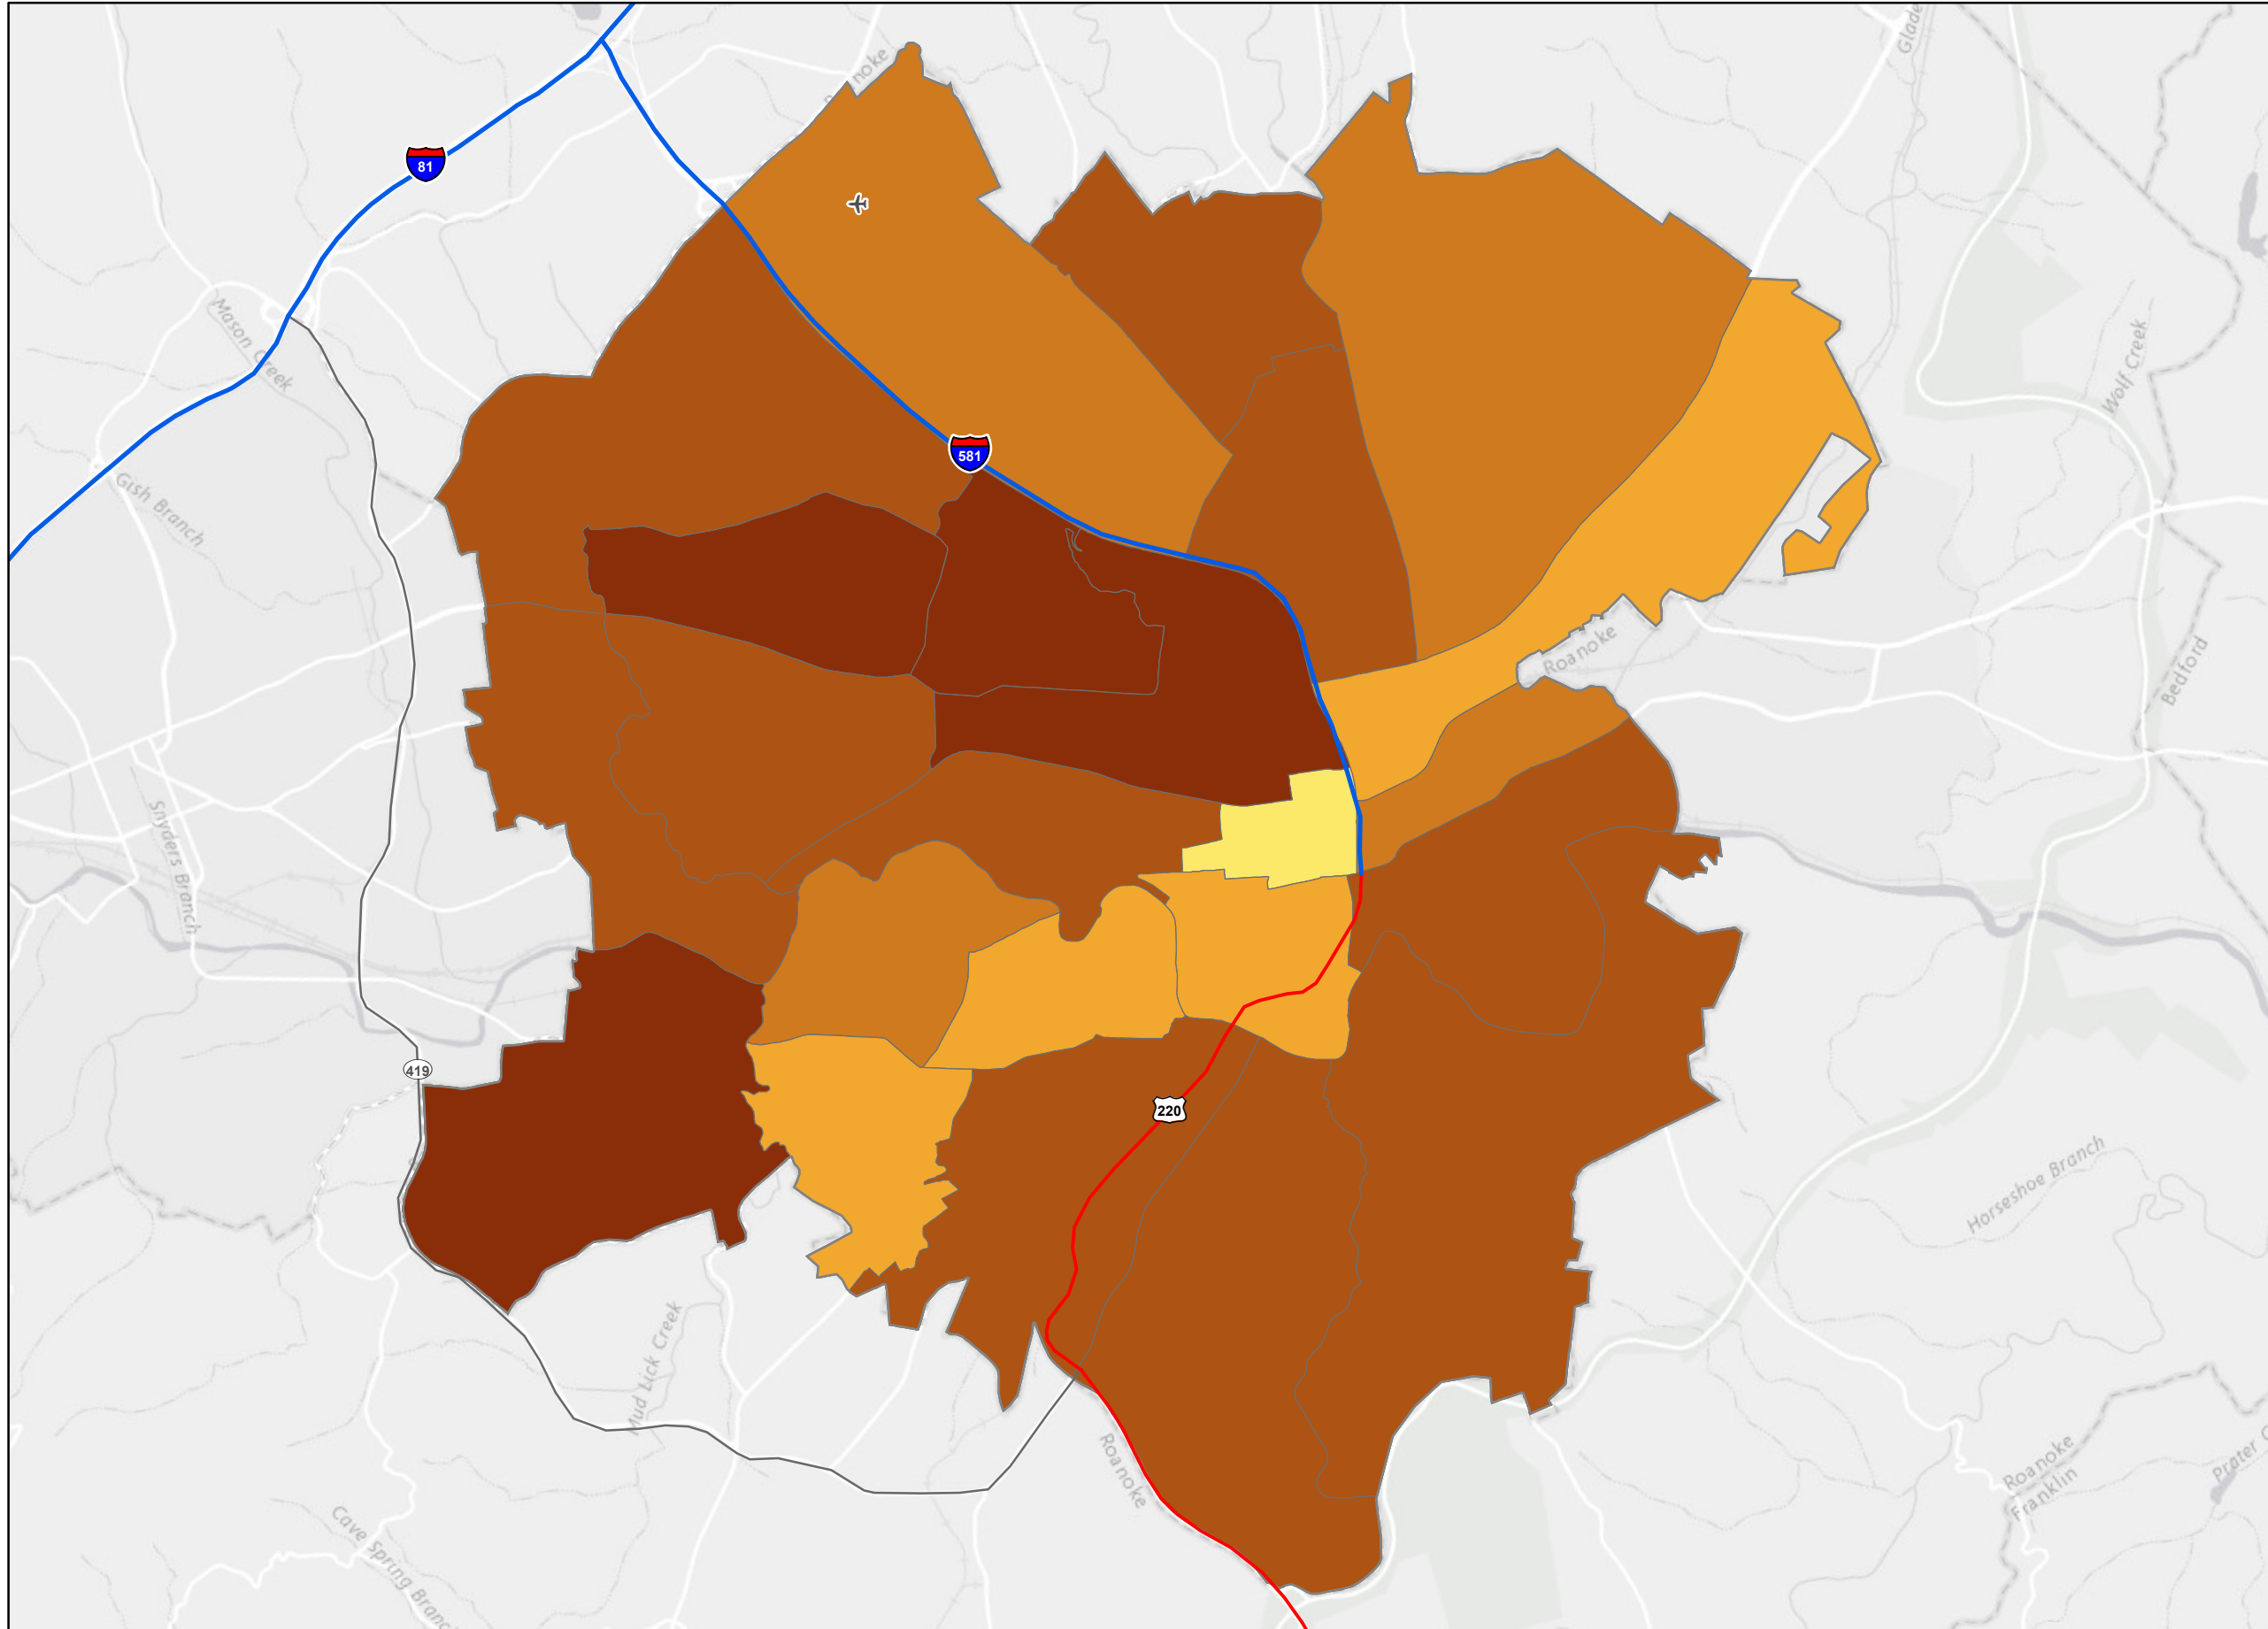 Glade
81
Mason Creek
Wolf Creek
581
Gish Branch
Roanoke
Bedford
Snyders Branch
419
220
Horseshoe Branch
Mud Lick Creek
Roanoke
Roanoke
Franklin
Prater
Cave Spring Branch